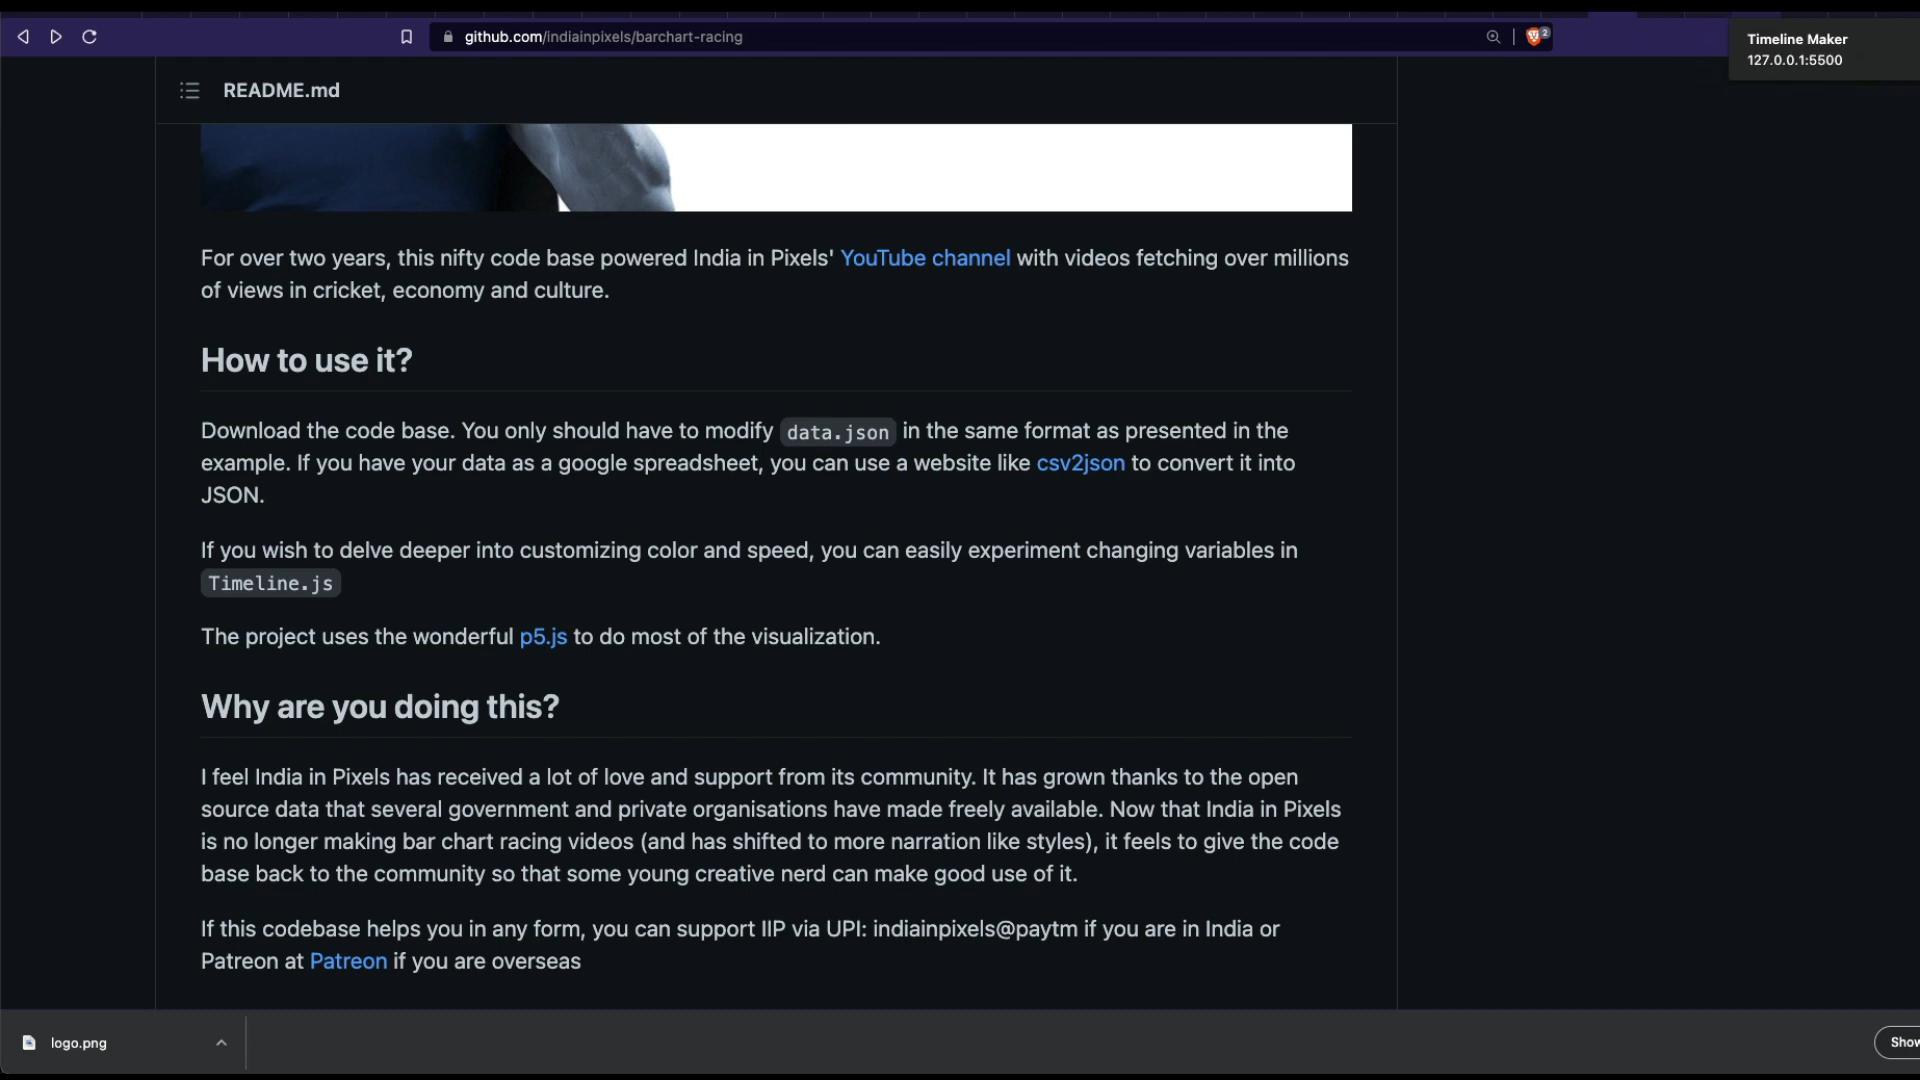 github.com/indiainpixels/barchart-racing
2
Timeline Maker
127.0.0.1:5500
README.md
For over two years, this nifty code base powered India in Pixels' YouTube channel with videos fetching over millions
of views in cricket, economy and culture.
How to use it?
Download the code base. You only should have to modify data.json in the same format as presented in the
example. If you have your data as a google spreadsheet, you can use a website like csv2json to convert it into
JSON.
If you wish to delve deeper into customizing color and speed, you can easily experiment changing variables in
Timeline.js
The project uses the wonderful p5.js to do most of the visualization.
Why are you doing this?
I feel India in Pixels has received a lot of love and support from its community. It has grown thanks to the open
source data that several government and private organisations have made freely available. Now that India in Pixels
is no longer making bar chart racing videos (and has shifted to more narration like styles), it feels to give the code
base back to the community so that some young creative nerd can make good use of it.
If this codebase helps you in any form, you can support IIP via UPI: indiainpixels@paytm if you are in India or
Patreon at Patreon if you are overseas
logo.png
Show